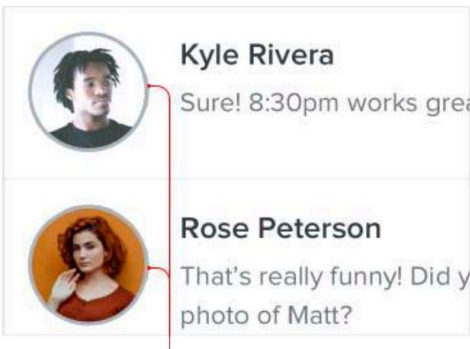 Kyle Rivera
Sure! 8:30pm works grea
Rose Peterson
That's really funny! Did y
photo of Matt?